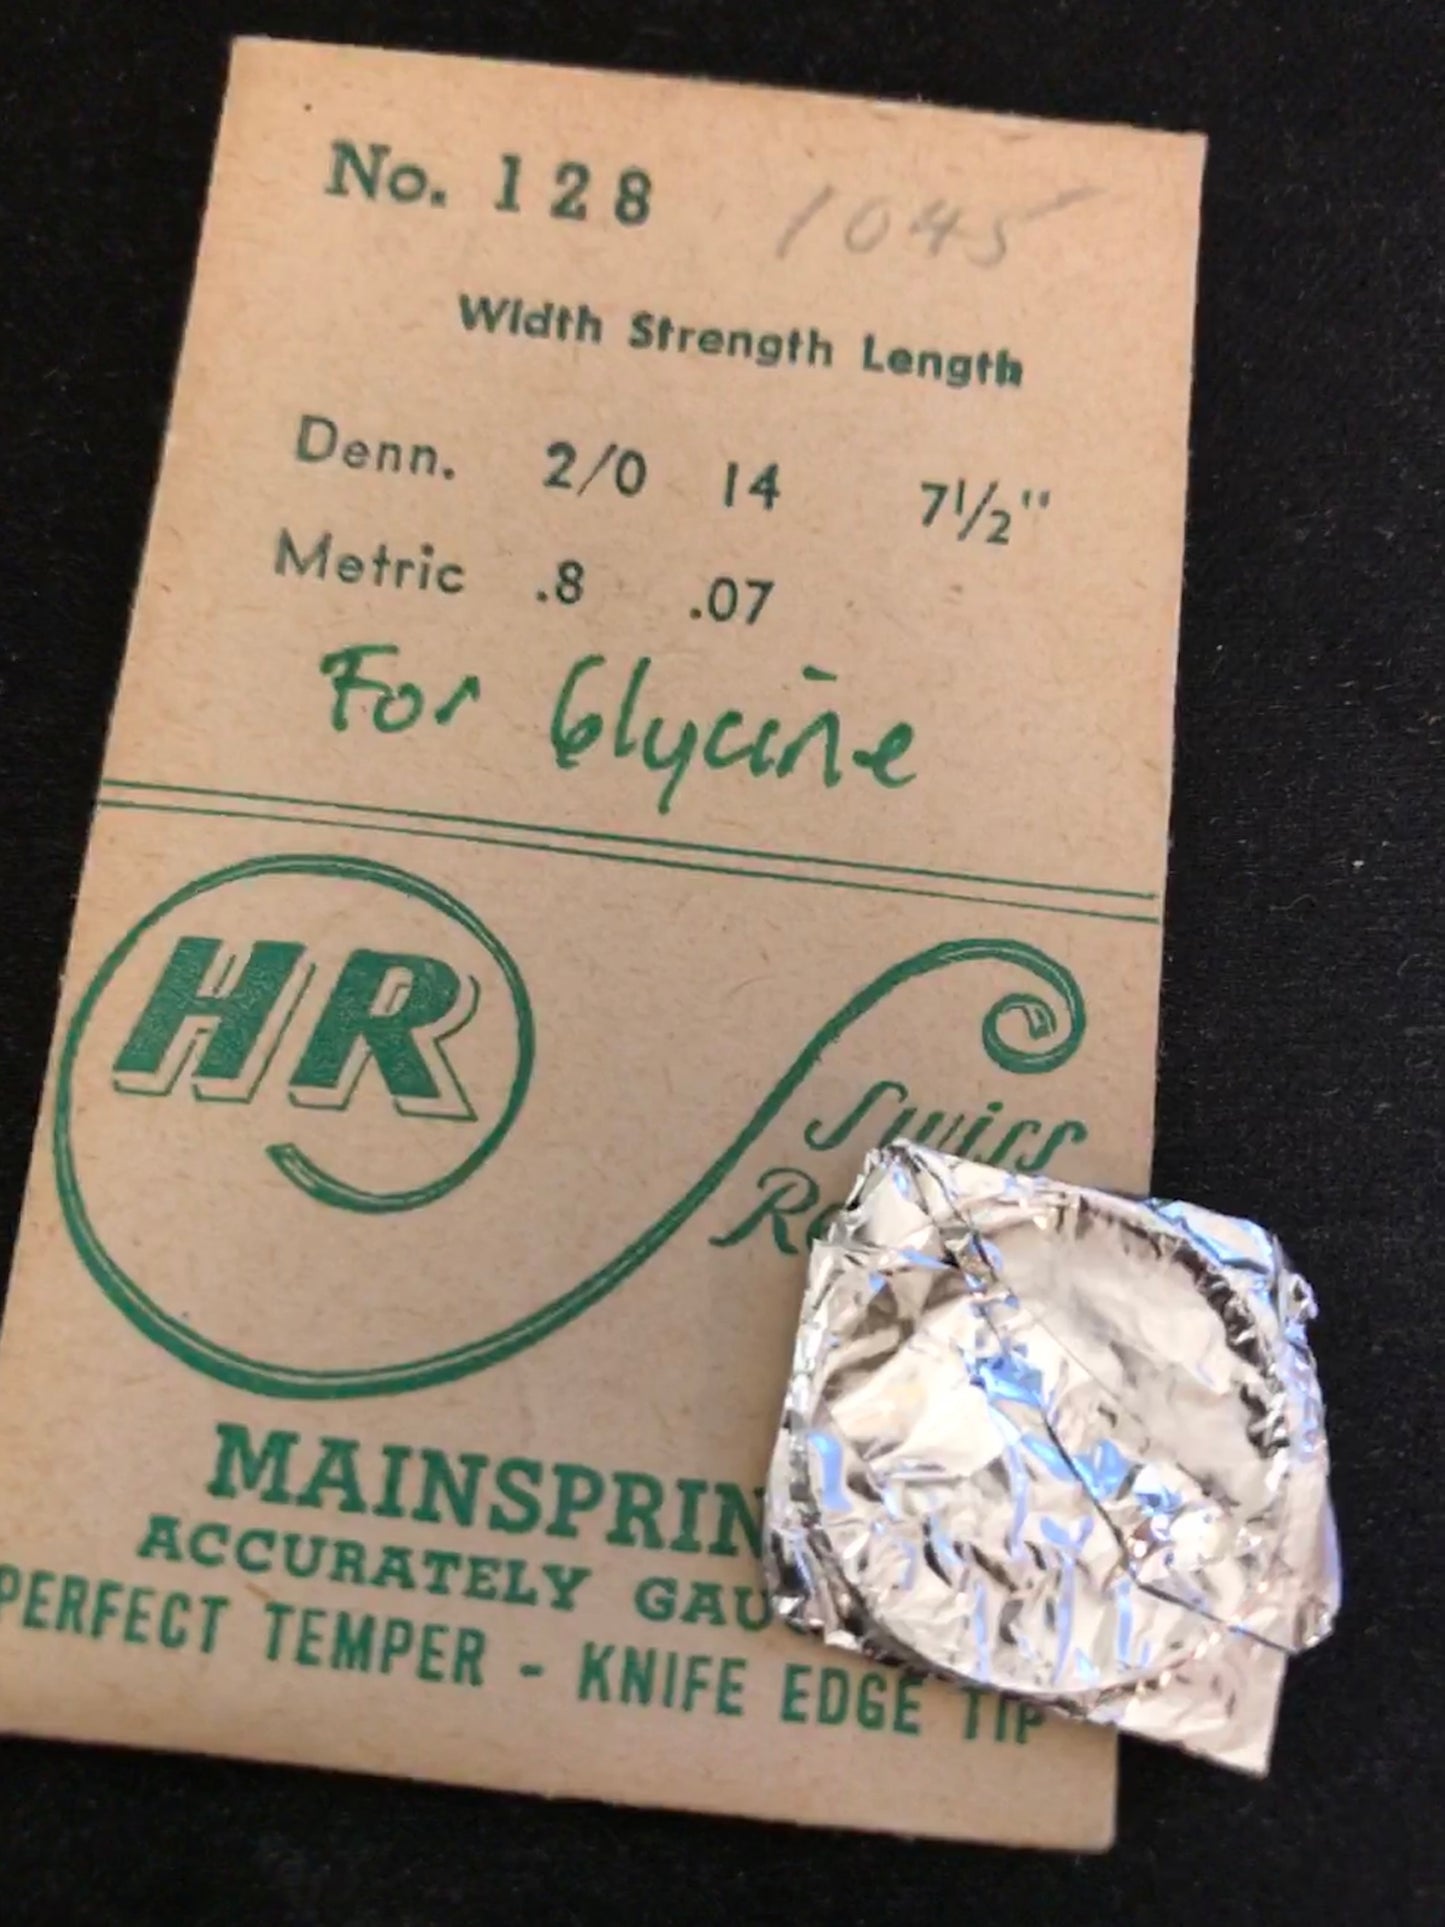 No. 128 1045
Width Strength Length
Denn. 2/0 14 7½"
Metric .8 .07
For Glycine
HR
Swiss
MAINSPRIN
ACCURATELY GAU
PERFECT TEMPER - KNIFE EDGE TIP